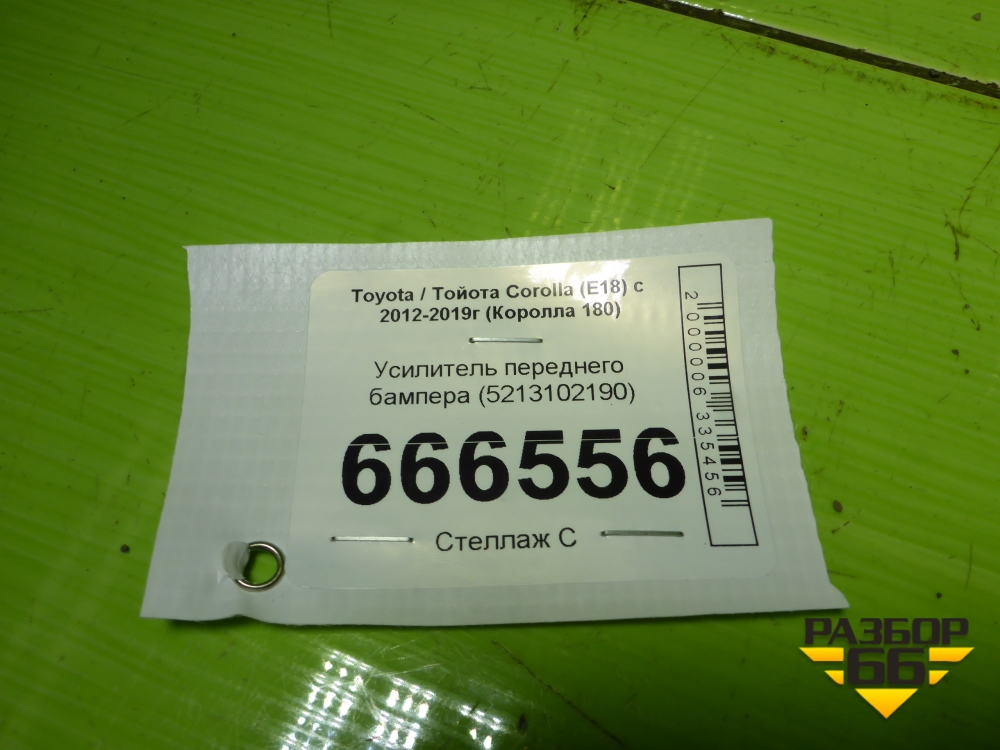 Toyota / Тойота Corolla (E18) с
2012-2019г (Королла 180)
Усилитель переднего
бампера (5213102190)
666556
Стеллаж С
2000006335456
РАЗБОР
66